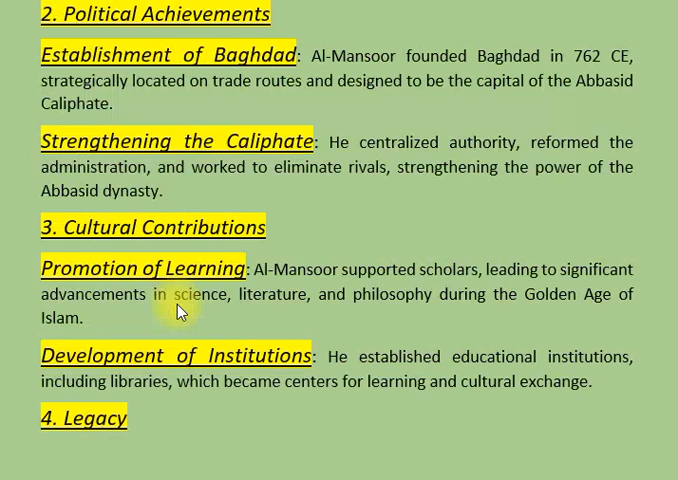 2. Political Achievements
Establishment of Baghdad: Al-Mansoor founded Baghdad in 762 CE,
strategically located on trade routes and designed to be the capital of the Abbasid
Caliphate.
Strengthening the Caliphate: He centralized authority, reformed the
administration, and worked to eliminate rivals, strengthening the power of the
Abbasid dynasty.
3. Cultural Contributions
Promotion of Learning: Al-Mansoor supported scholars, leading to significant
advancements in science, literature, and philosophy during the Golden Age of
Islam.
Development of Institutions: He established educational institutions,
including libraries, which became centers for learning and cultural exchange.
4. Legacy